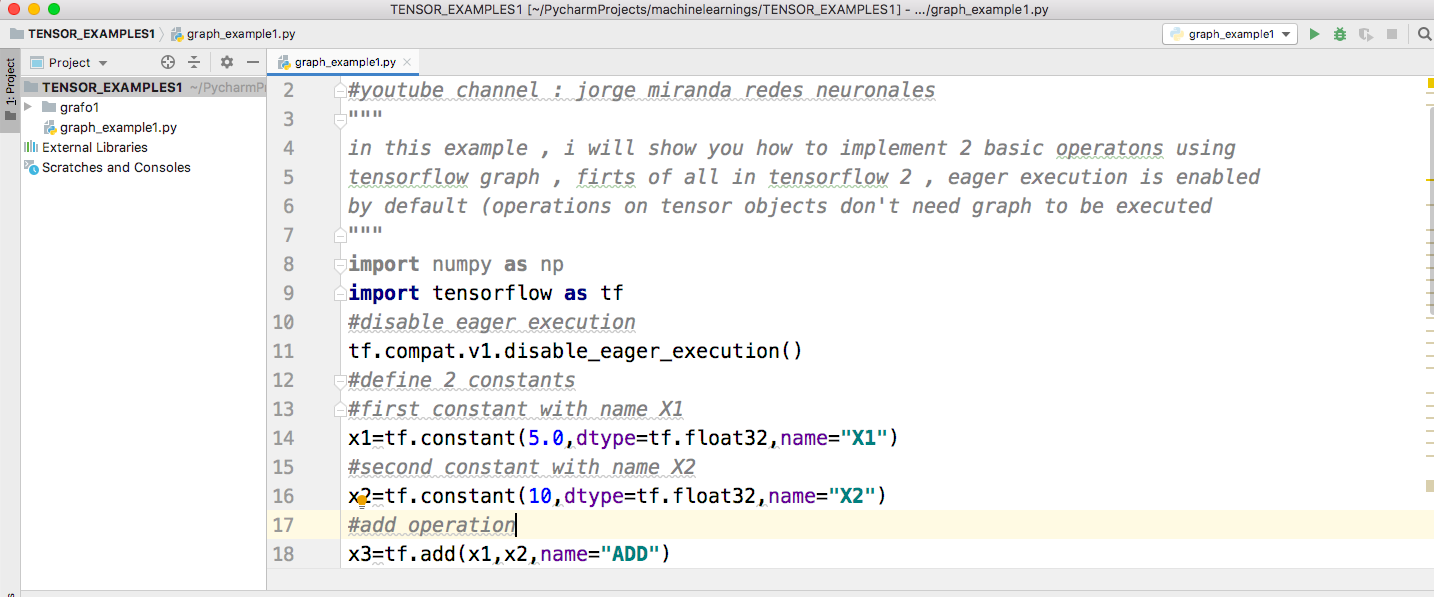 TENSOR_EXAMPLES1 [~/PycharmProjects/machinelearnings/TENSOR_EXAMPLES1] - .../graph_example1.py
TENSOR_EXAMPLES1 graph_example1.py graph_example1
1: Project
Project graph_example1.py
TENSOR_EXAMPLES1 ~/PycharmPr
grafo1
graph_example1.py
External Libraries
Scratches and Consoles
2 #youtube channel : jorge miranda redes neuronales
3 """
4 in this example , i will show you how to implement 2 basic operatons using
5 tensorflow graph , firts of all in tensorflow 2 , eager execution is enabled
6 by default (operations on tensor objects don't need graph to be executed
7 """
8 import numpy as np
9 import tensorflow as tf
10 #disable eager execution
11 tf.compat.v1.disable_eager_execution()
12 #define 2 constants
13 #first constant with name X1
14 x1=tf.constant(5.0,dtype=tf.float32,name="X1")
15 #second constant with name X2
16 x2=tf.constant(10,dtype=tf.float32,name="X2")
17 #add operation
18 x3=tf.add(x1,x2,name="ADD")